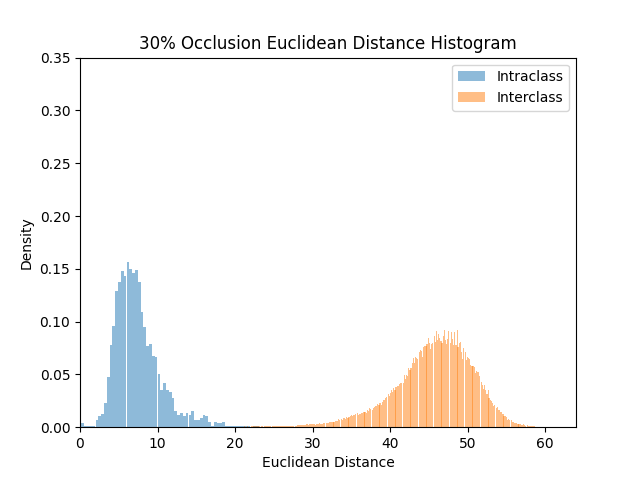 30% Occlusion Euclidean Distance Histogram
Intraclass
Interclass
Density
0.35
0.30
0.25
0.20
0.15
0.10
0.05
0.00
0 10 20 30 40 50 60
Euclidean Distance